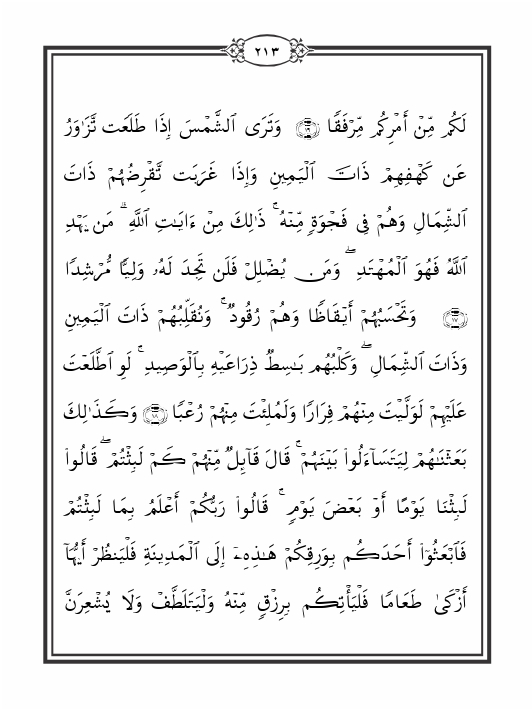 ٢١٣
لَكُم مِّنْ أَمْرِكُم مِّرْفَقًا ۝١٦ وَتَرَى ٱلشَّمْسَ إِذَا طَلَعَت تَّزَٰوَرُ
عَن كَهْفِهِمْ ذَاتَ ٱلْيَمِينِ وَإِذَا غَرَبَت تَّقْرِضُهُمْ ذَاتَ
ٱلشِّمَالِ وَهُمْ فِى فَجْوَةٍ مِّنْهُ ۚ ذَٰلِكَ مِنْ ءَايَـٰتِ ٱللَّهِ ۗ مَن يَهْدِ
ٱللَّهُ فَهُوَ ٱلْمُهْتَدِ ۖ وَمَن يُضْلِلْ فَلَن تَجِدَ لَهُۥ وَلِيًّا مُّرْشِدًا
۝١٧ وَتَحْسَبُهُمْ أَيْقَاظًا وَهُمْ رُقُودٌ ۚ وَنُقَلِّبُهُمْ ذَاتَ ٱلْيَمِينِ
وَذَاتَ ٱلشِّمَالِ ۖ وَكَلْبُهُم بَـٰسِطٌ ذِرَاعَيْهِ بِٱلْوَصِيدِ ۚ لَوِ ٱطَّلَعْتَ
عَلَيْهِمْ لَوَلَّيْتَ مِنْهُمْ فِرَارًا وَلَمُلِئْتَ مِنْهُمْ رُعْبًا ۝١٨ وَكَذَٰلِكَ
بَعَثْنَـٰهُمْ لِيَتَسَآءَلُوا۟ بَيْنَهُمْ ۚ قَالَ قَآئِلٌ مِّنْهُمْ كَمْ لَبِثْتُمْ ۖ قَالُوا۟
لَبِثْنَا يَوْمًا أَوْ بَعْضَ يَوْمٍ ۚ قَالُوا۟ رَبُّكُمْ أَعْلَمُ بِمَا لَبِثْتُمْ
فَٱبْعَثُوٓا۟ أَحَدَكُم بِوَرِقِكُمْ هَـٰذِهِۦٓ إِلَى ٱلْمَدِينَةِ فَلْيَنظُرْ أَيُّهَآ
أَزْكَىٰ طَعَامًا فَلْيَأْتِكُم بِرِزْقٍ مِّنْهُ وَلْيَتَلَطَّفْ وَلَا يُشْعِرَنَّ